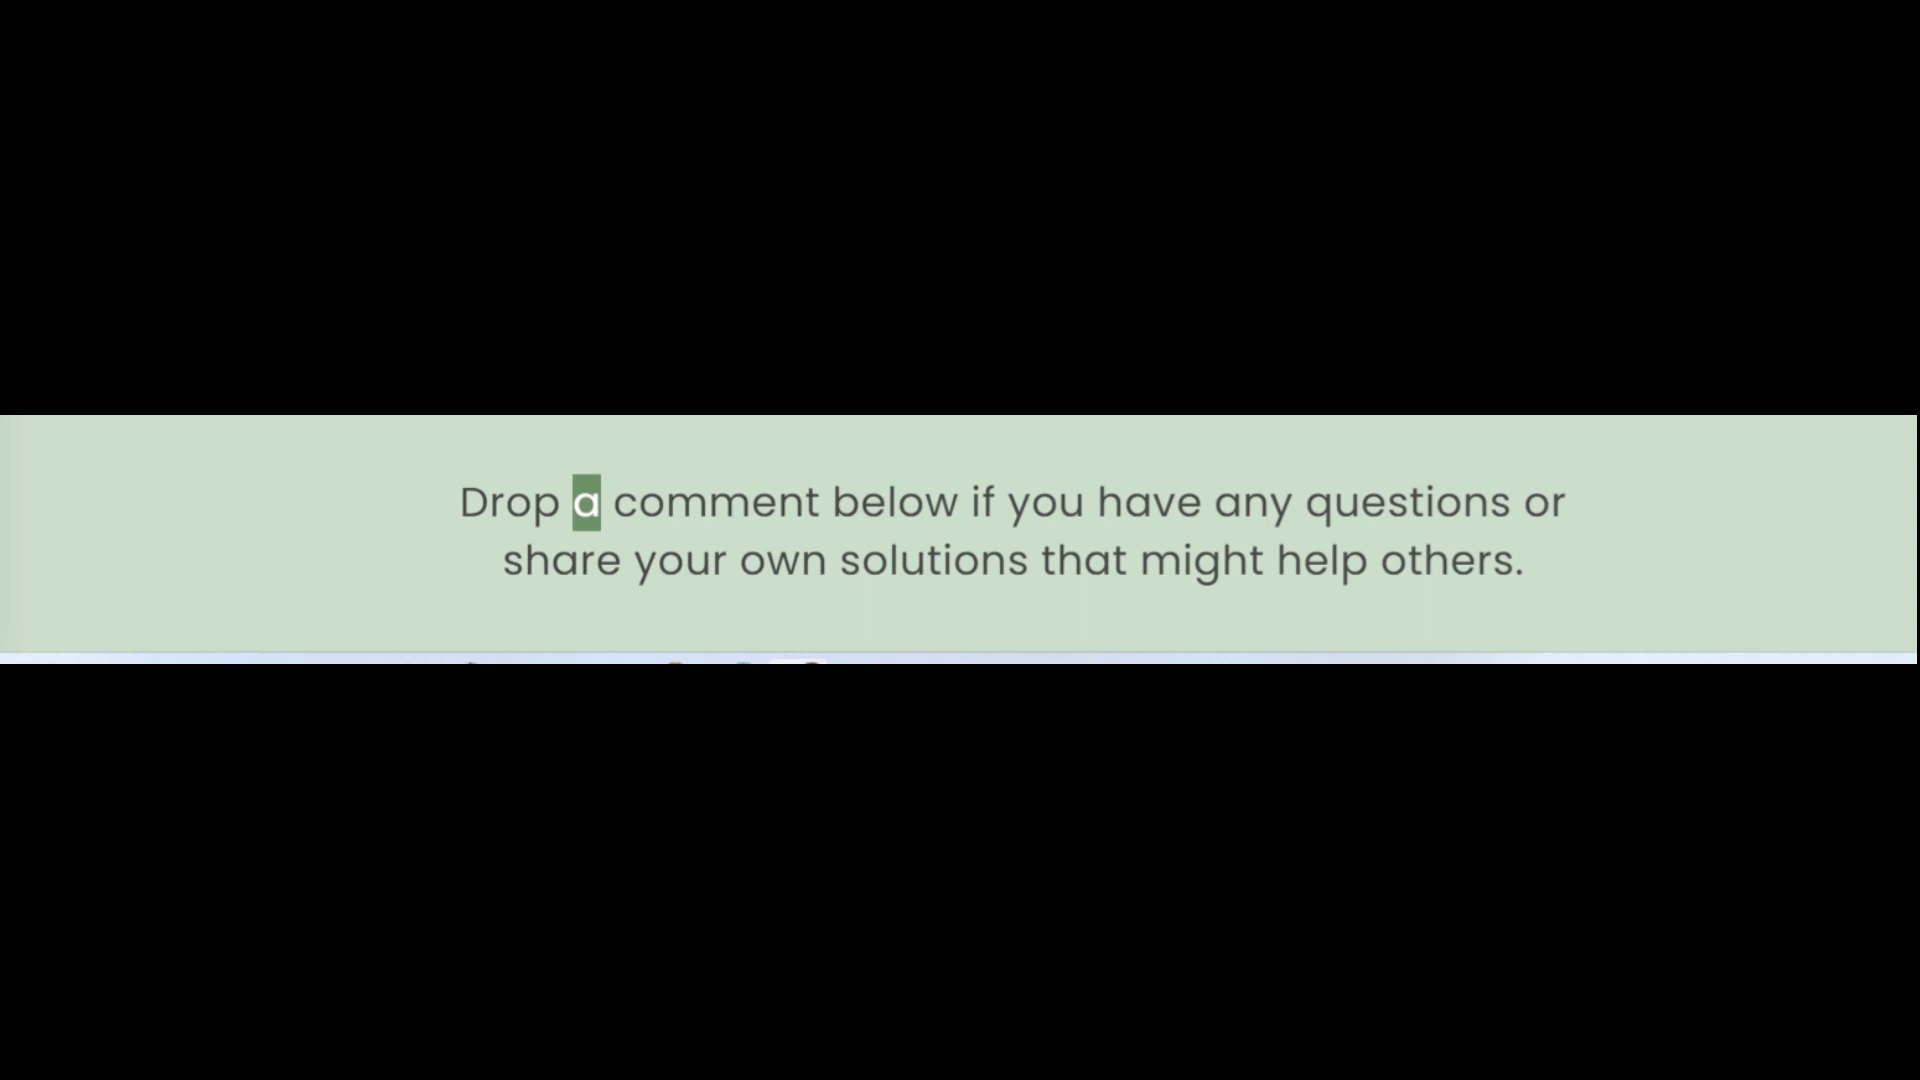 Drop a comment below if you have any questions or
share your own solutions that might help others.